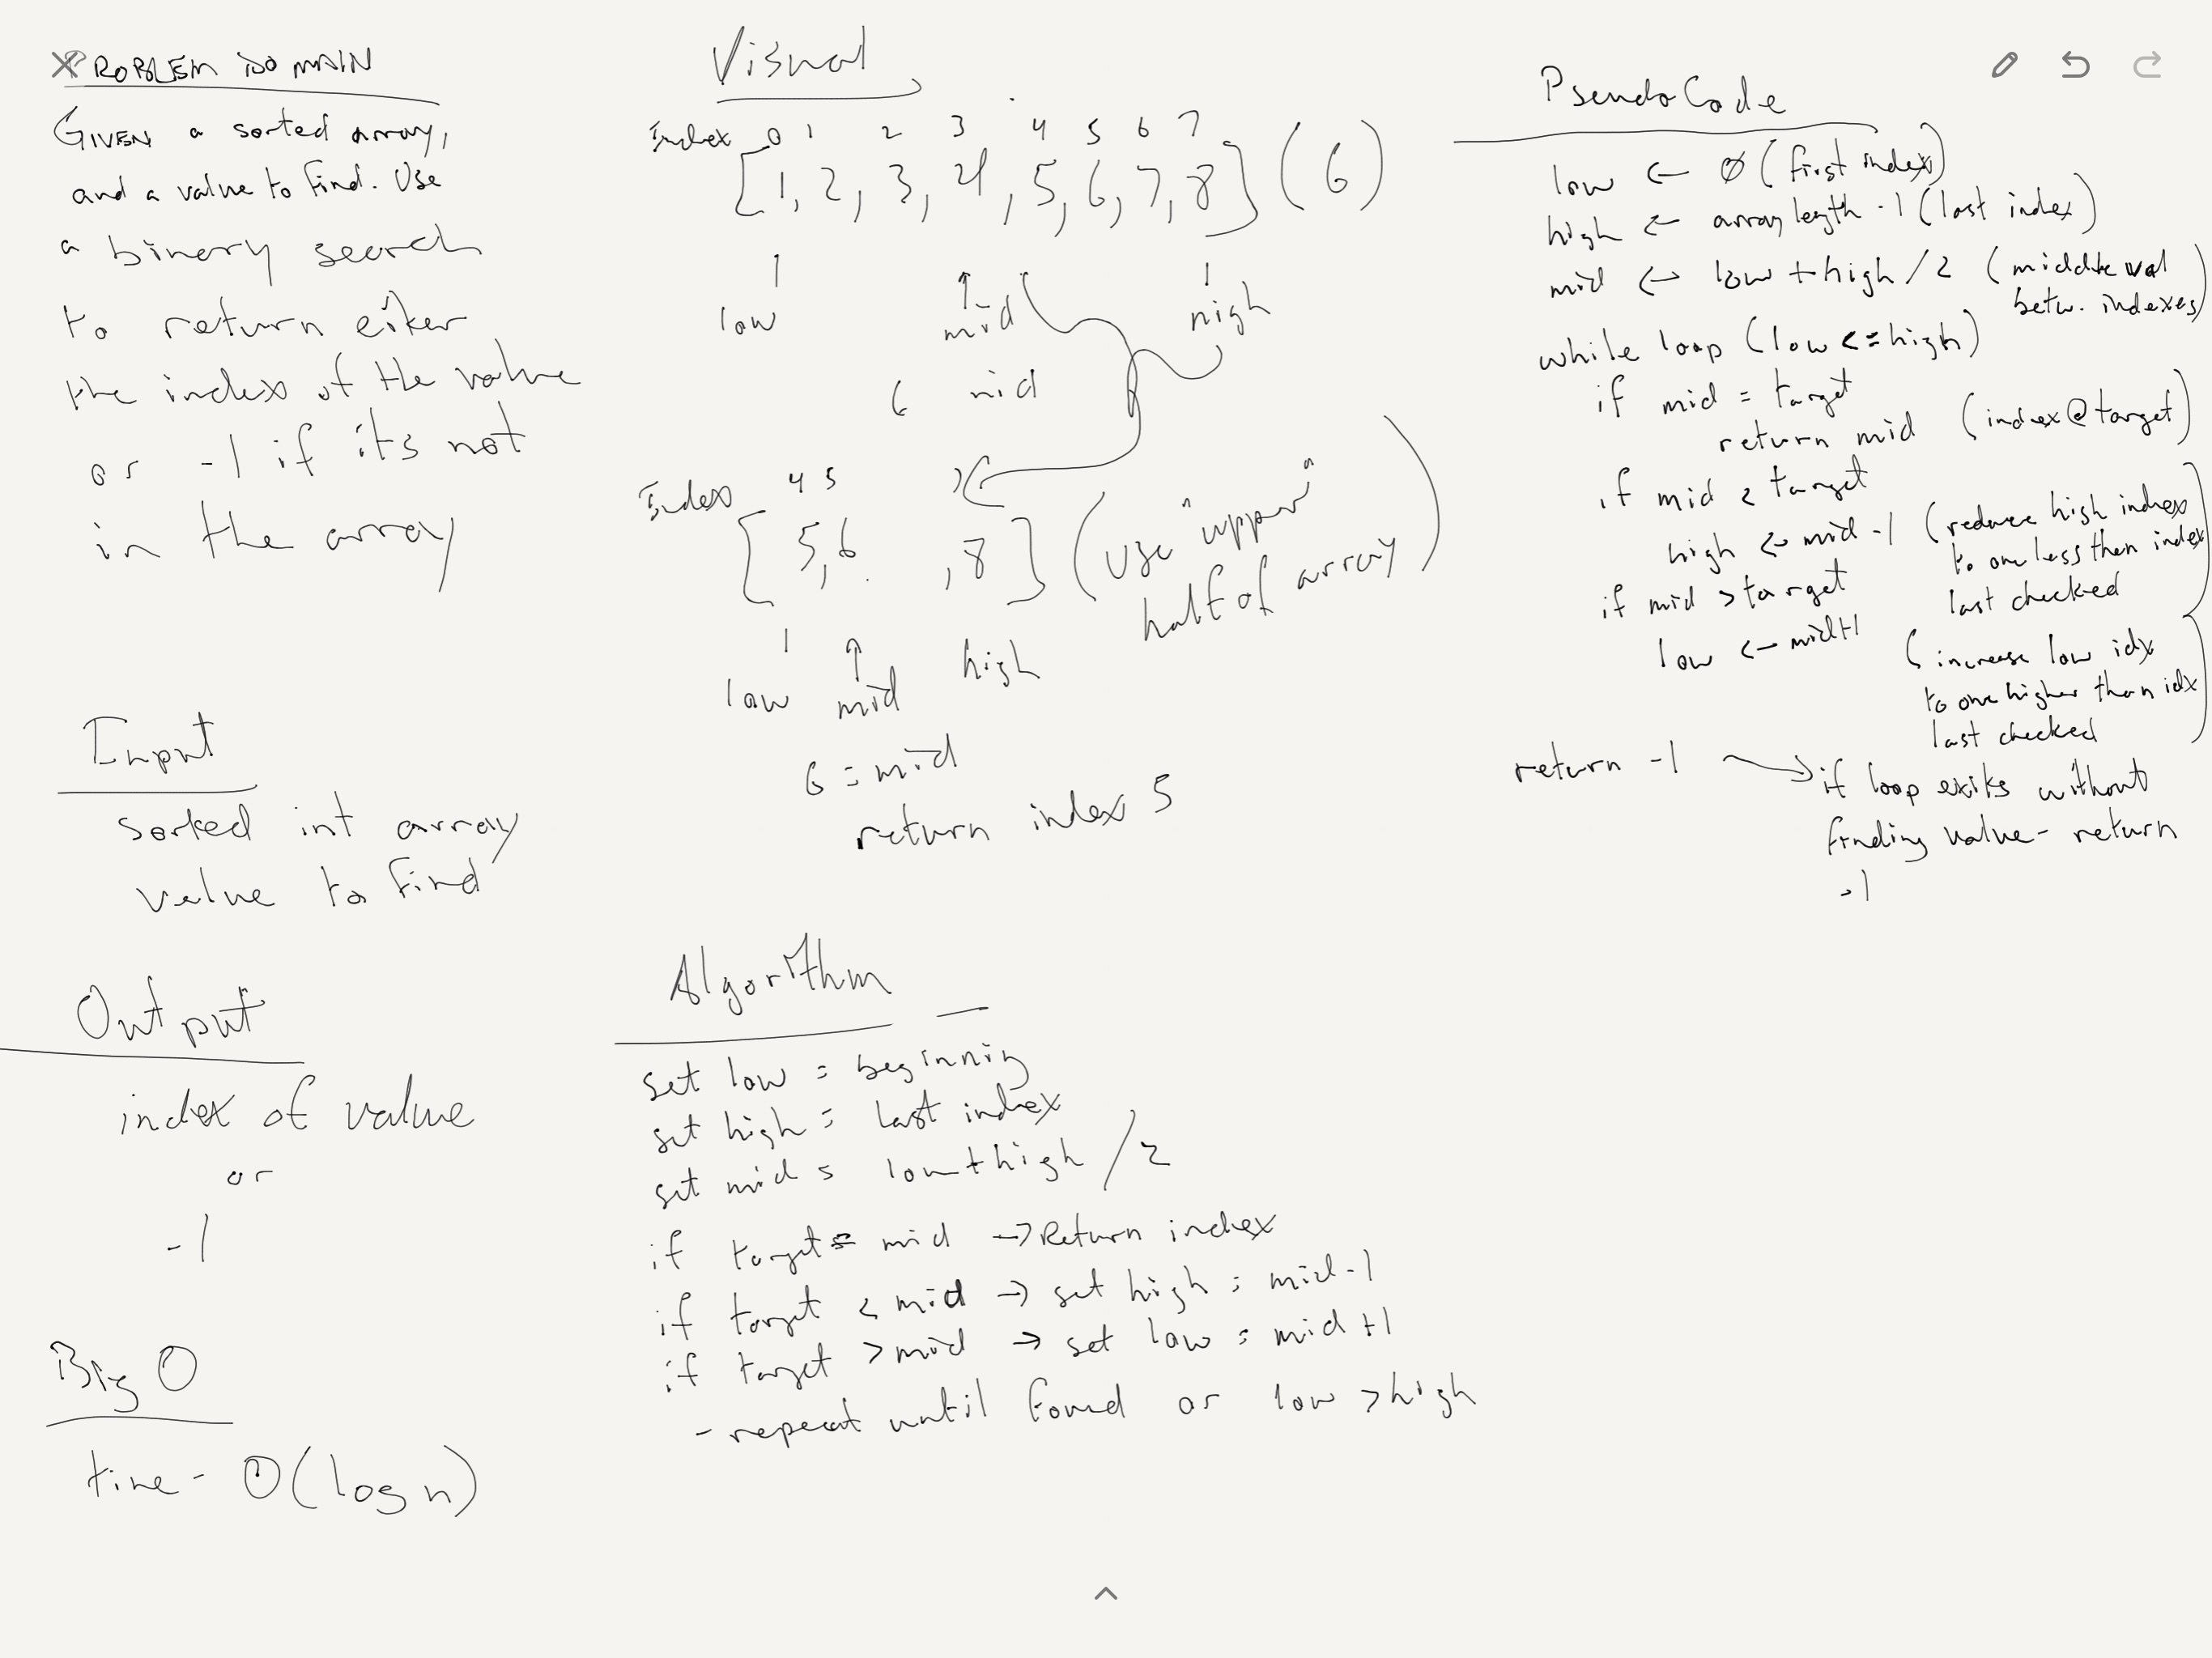 PROBLEM DOMAIN
GIVEN a sorted array,
and a value to find. Use
a binary search
to return either
the index of the value
or -1 if its not
in the array
Input
sorted int array
value to find
Output
index of value
or
-1
Big O
time - O(log n)
Visual
Index 0 1 2 3 4 5 6 7
[1, 2, 3, 4, 5, 6, 7, 8] (6)
low mid high
6 mid
Index 4 5 7
[5, 6 , 8] (use "upper"
half of array)
low mid high
6 = mid
return index 5
Algorithm
set low = beginning
set high = last index
set mid = low + high / 2
if target = mid → Return index
if target < mid → set high = mid - 1
if target > mid → set low = mid + 1
- repeat until found or low > high
PseudoCode
low ← 0 (first index)
high ← array length - 1 (last index)
mid ← low + high / 2 (middle val
betw. indexes)
while loop (low <= high)
if mid = target
return mid (index @ target)
if mid < target
high ← mid - 1 (reduce high index
to one less then index
last checked)
if mid > target
low ← mid + 1 (increase low idx
to one higher than idx
last checked)
return -1 → if loop exits without
finding value - return
-1